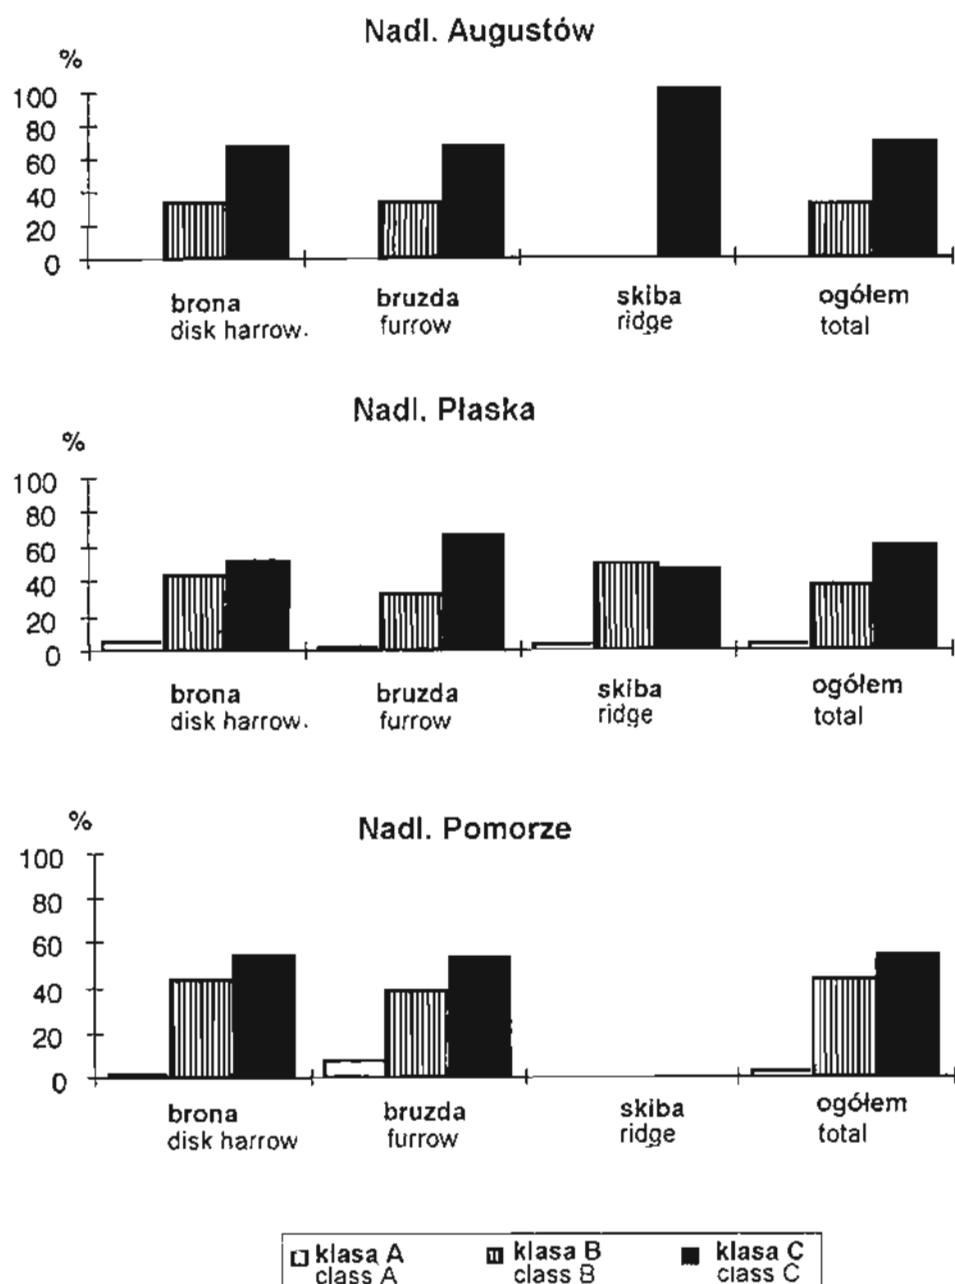 Nadl. Augustów
%
100
80
60
40
20
0
brona bruzda skiba ogółem
disk harrow. furrow ridge total
Nadl. Płaska
%
100
80
60
40
20
0
brona bruzda skiba ogółem
disk harrow. furrow ridge total
Nadl. Pomorze
%
100
80
60
40
20
0
brona bruzda skiba ogółem
disk harrow furrow ridge total
klasa A klasa B klasa C
class A class B class C